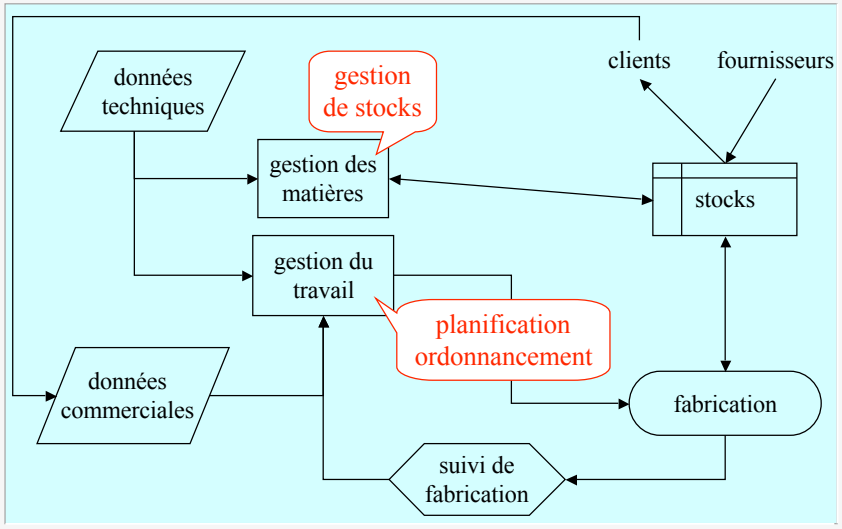 données
techniques
gestion
de stocks
clients
fournisseurs
gestion des
matières
stocks
gestion du
travail
planification
ordonnancement
données
commerciales
fabrication
suivi de
fabrication